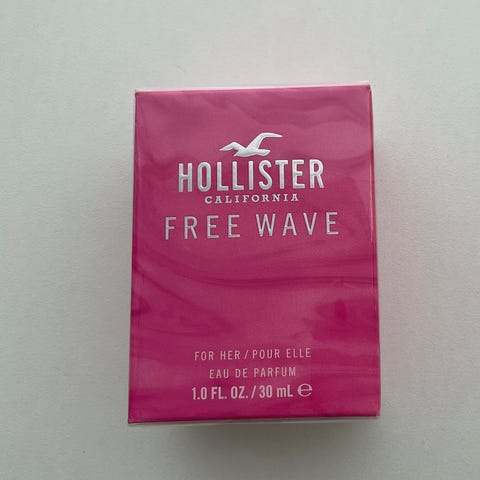 HOLLISTER
CALIFORNIA
FREE WAVE
FOR HER / POUR ELLE
EAU DE PARFUM
1.0 FL. OZ. / 30 mL ℮